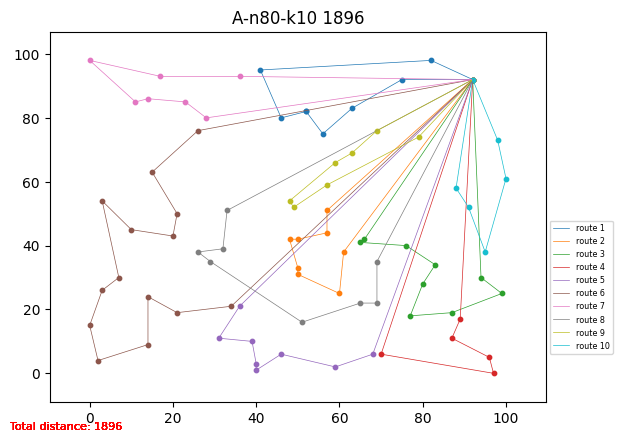 A-n80-k10 1896
100
80
60
40
20
0
0 20 40 60 80 100
route 1
route 2
route 3
route 4
route 5
route 6
route 7
route 8
route 9
route 10
Total distance: 1896